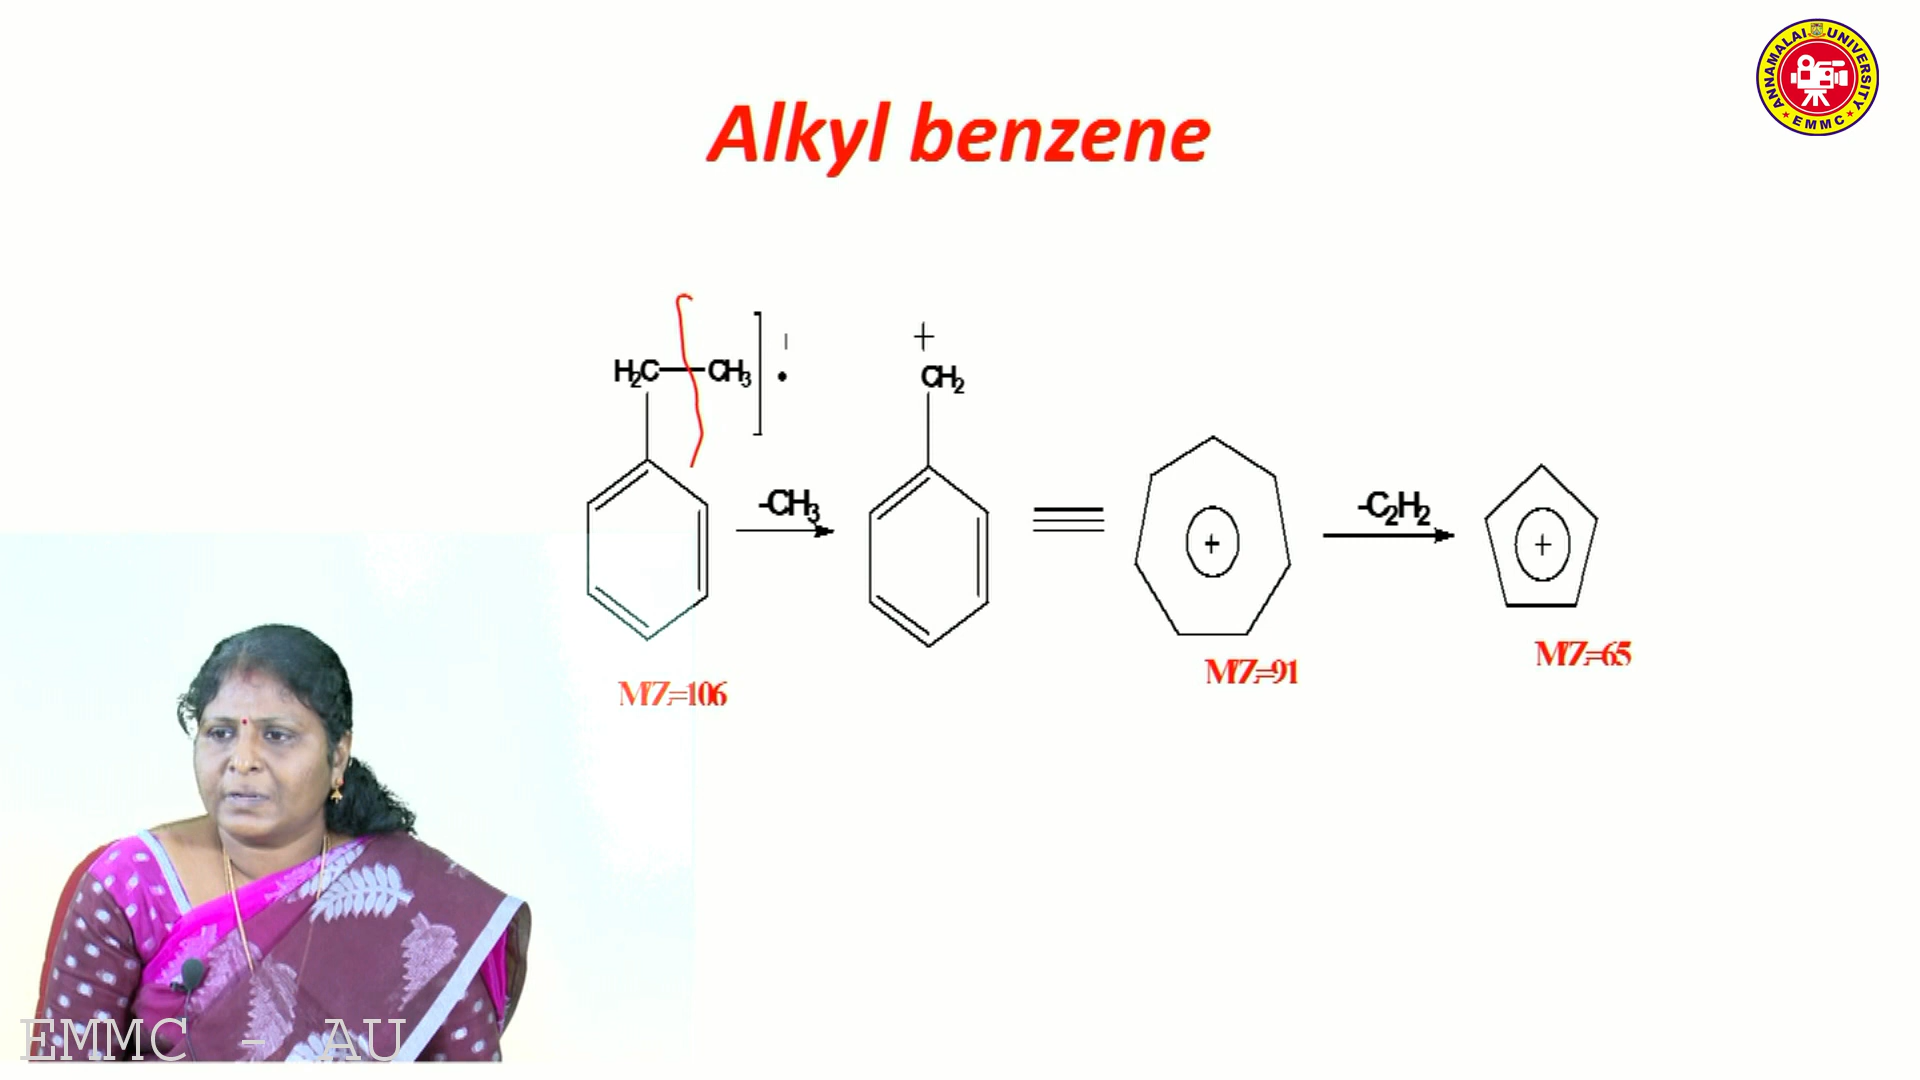 ANNAMALAI UNIVERSITY
EMMC
Alkyl benzene
H2C CH3
+
CH2
-CH3
+
-C2H2
+
M/Z=106
M/Z=91
M/Z=65
EMMC - AU